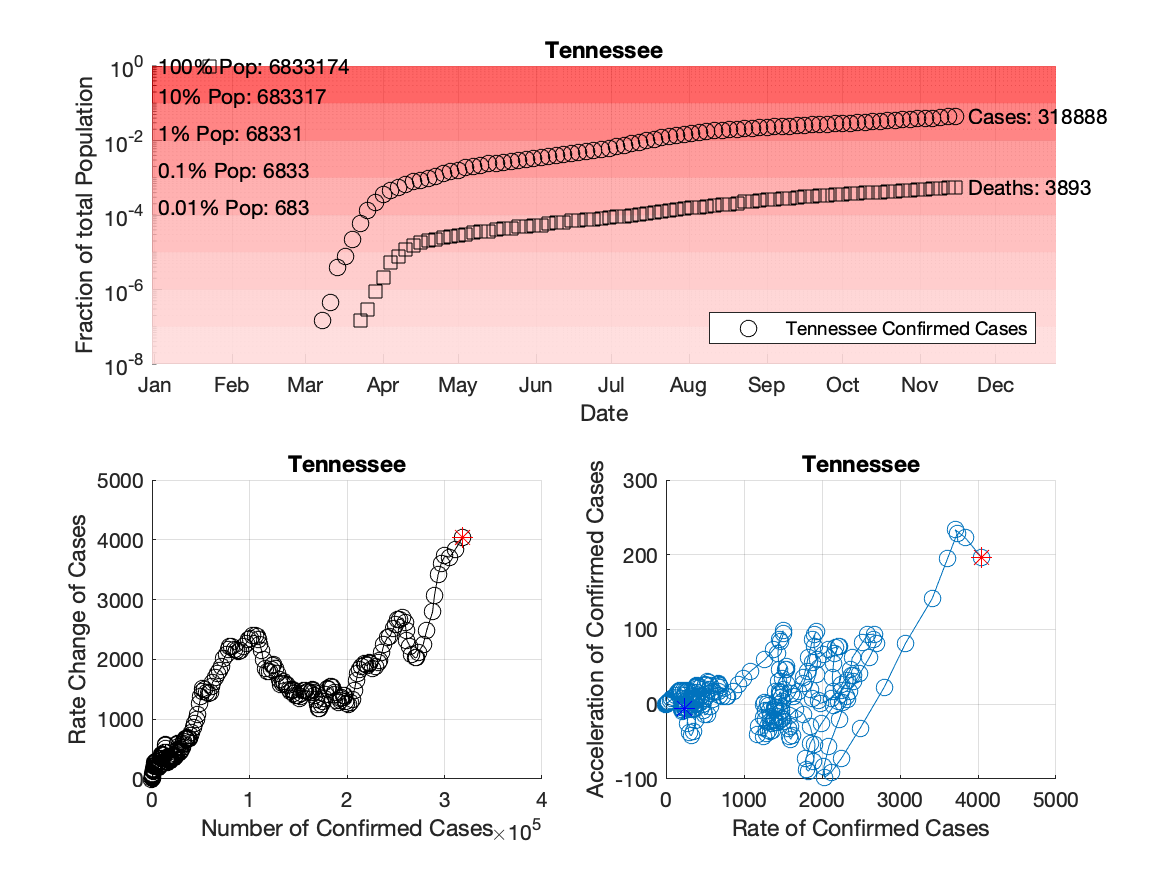 Tennessee
10^0
10^-2
10^-4
10^-6
10^-8
Fraction of total Population
100% Pop: 6833174
10% Pop: 683317
1% Pop: 68331
0.1% Pop: 6833
0.01% Pop: 683
Cases: 318888
Deaths: 3893
Tennessee Confirmed Cases
Jan Feb Mar Apr May Jun Jul Aug Sep Oct Nov Dec
Date
Tennessee
5000
4000
3000
2000
1000
0
Rate Change of Cases
0 1 2 3 4
Number of Confirmed Cases ×10^5
Tennessee
300
200
100
0
-100
Acceleration of Confirmed Cases
0 1000 2000 3000 4000 5000
Rate of Confirmed Cases